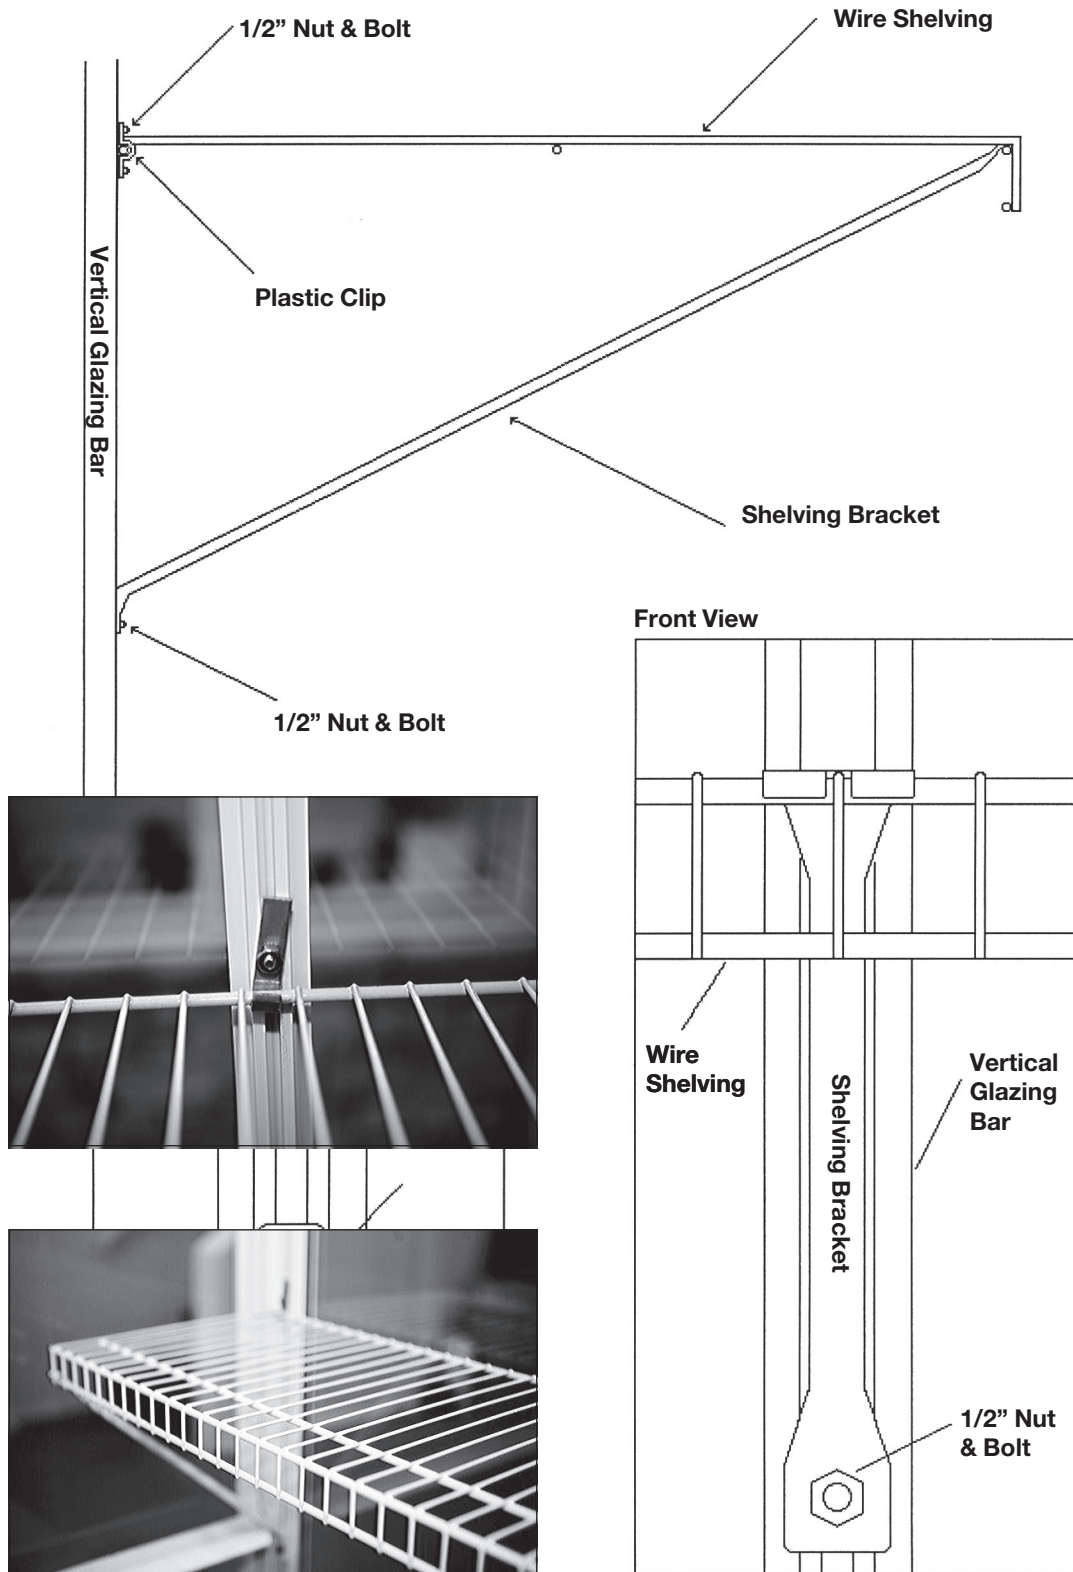 1/2” Nut & Bolt
Wire Shelving
Vertical Glazing Bar
Plastic Clip
Shelving Bracket
1/2” Nut & Bolt
Front View
Wire
Shelving
Shelving Bracket
Vertical
Glazing
Bar
1/2” Nut
& Bolt